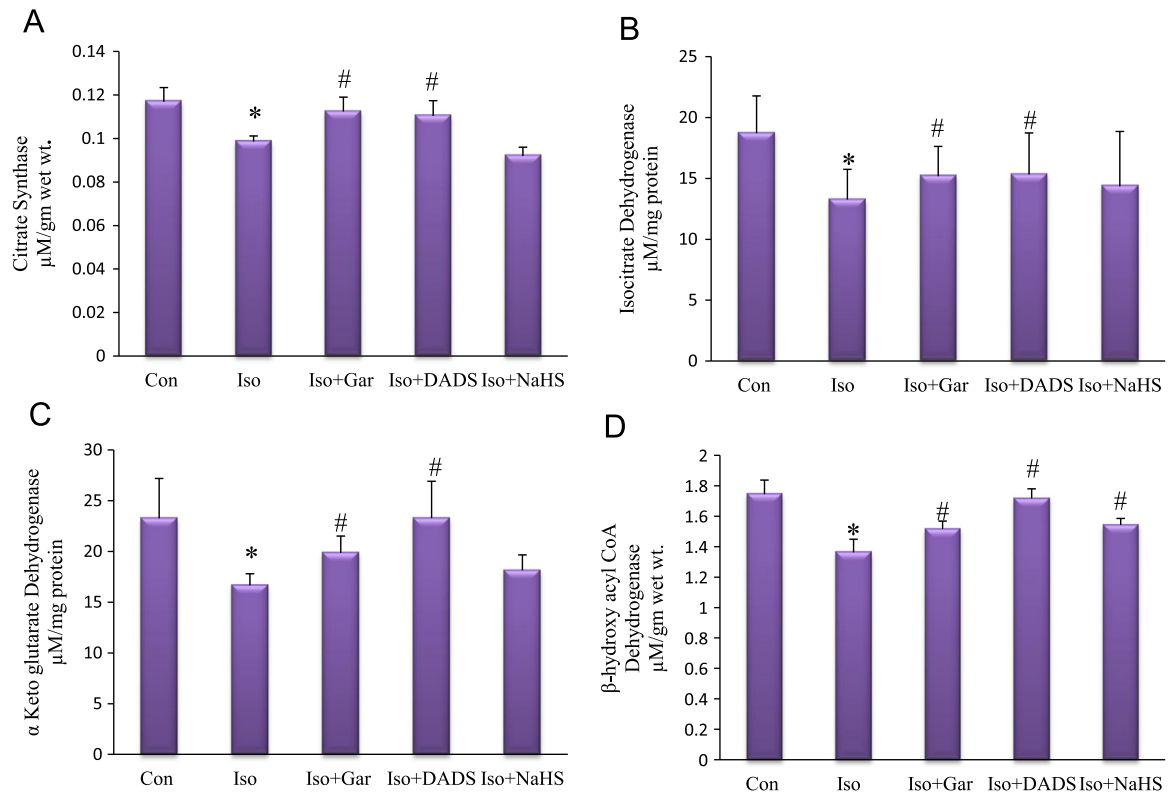 A
0.14
0.12
0.1
0.08
0.06
0.04
0.02
0
Citrate Synthase
µM/gm wet wt.
*
#
#
Con Iso Iso+Gar Iso+DADS Iso+NaHS
B
25
20
15
10
5
0
Isocitrate Dehydrogenase
µM/mg protein
*
#
#
Con Iso Iso+Gar Iso+DADS Iso+NaHS
C
30
25
20
15
10
5
0
α Keto glutarate Dehydrogenase
µM/mg protein
*
#
#
Con Iso Iso+Gar Iso+DADS Iso+NaHS
D
2
1.8
1.6
1.4
1.2
1
0.8
0.6
0.4
0.2
0
β-hydroxy acyl CoA
Dehydrogenase
µM/gm wet wt.
*
#
#
#
Con Iso Iso+Gar Iso+DADS Iso+NaHS